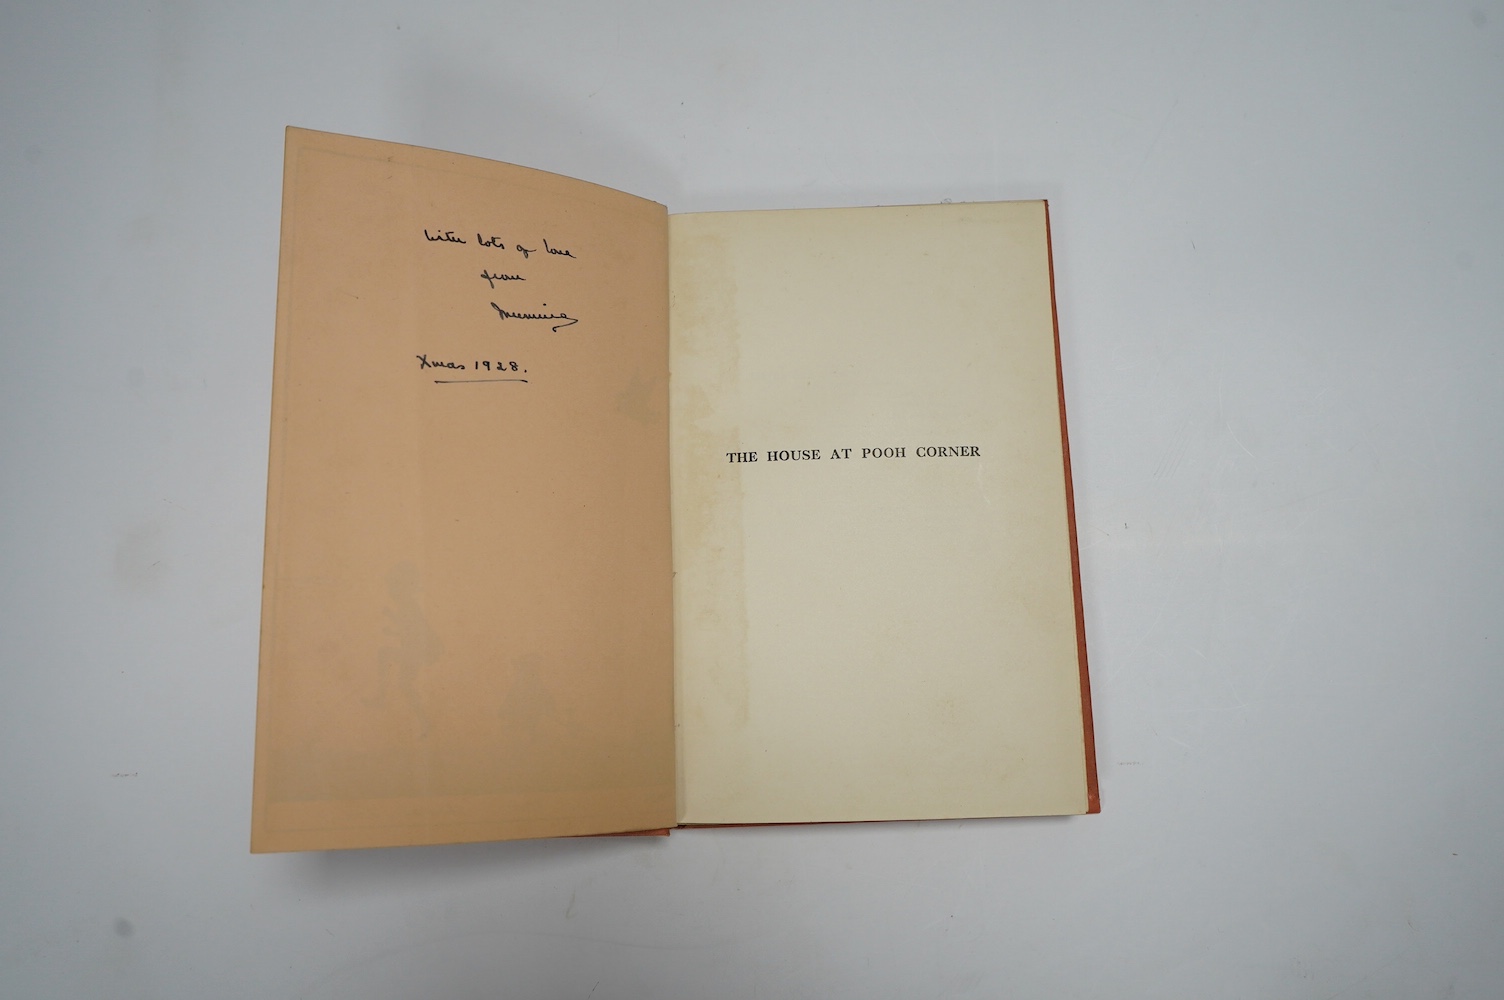 With lots of love
from
Xmas 1928.
THE HOUSE AT POOH CORNER